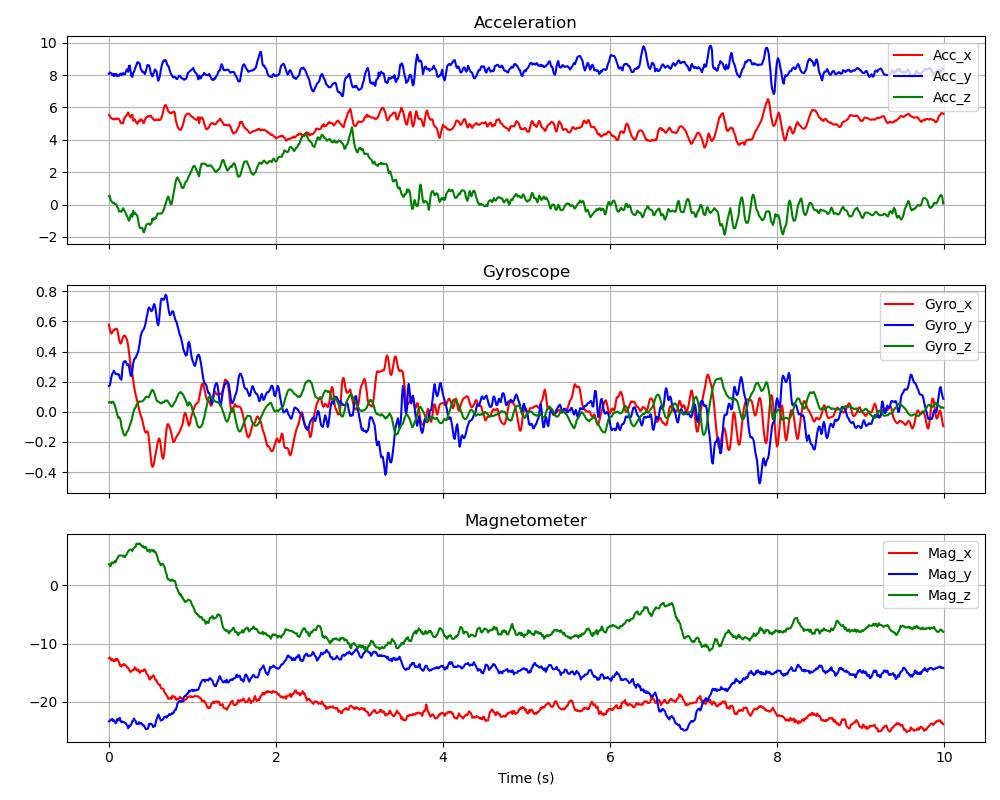 Acceleration
10
8
6
4
2
0
−2
Acc_x
Acc_y
Acc_z
Gyroscope
0.8
0.6
0.4
0.2
0.0
−0.2
−0.4
Gyro_x
Gyro_y
Gyro_z
Magnetometer
0
−10
−20
Mag_x
Mag_y
Mag_z
0 2 4 6 8 10
Time (s)